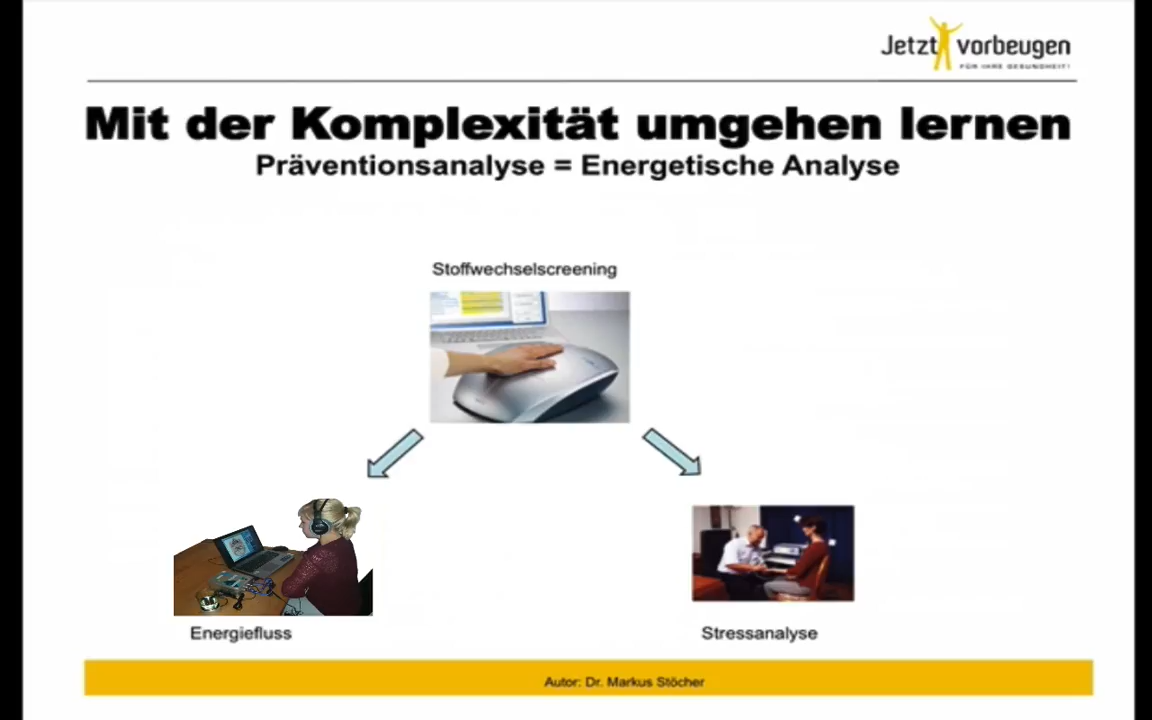 Jetzt vorbeugen
FÜR IHRE GESUNDHEIT!
Mit der Komplexität umgehen lernen
Präventionsanalyse = Energetische Analyse
Stoffwechselscreening
Energiefluss
Stressanalyse
Autor: Dr. Markus Stöcher